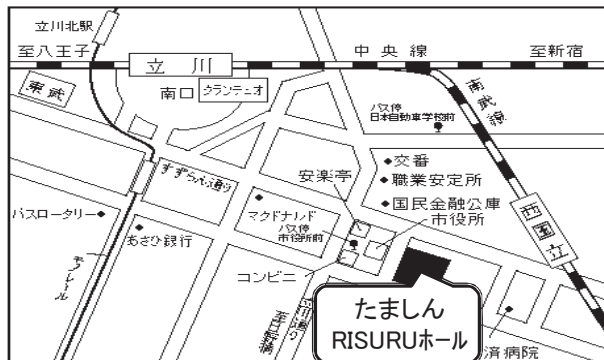 立川北駅
至八王子
中央線
至新宿
立川
東武
南口
グランデュオ
南武線
バス停
日本自動車学校前
すずらん通り
安楽亭
◆交番
◆職業安定所
◆国民金融公庫
市役所
マクドナルド
バス停
市役所前
バスロータリー
あさひ銀行
モノレール
コンビニ
西国立
たましん
RISURUホール
済病院